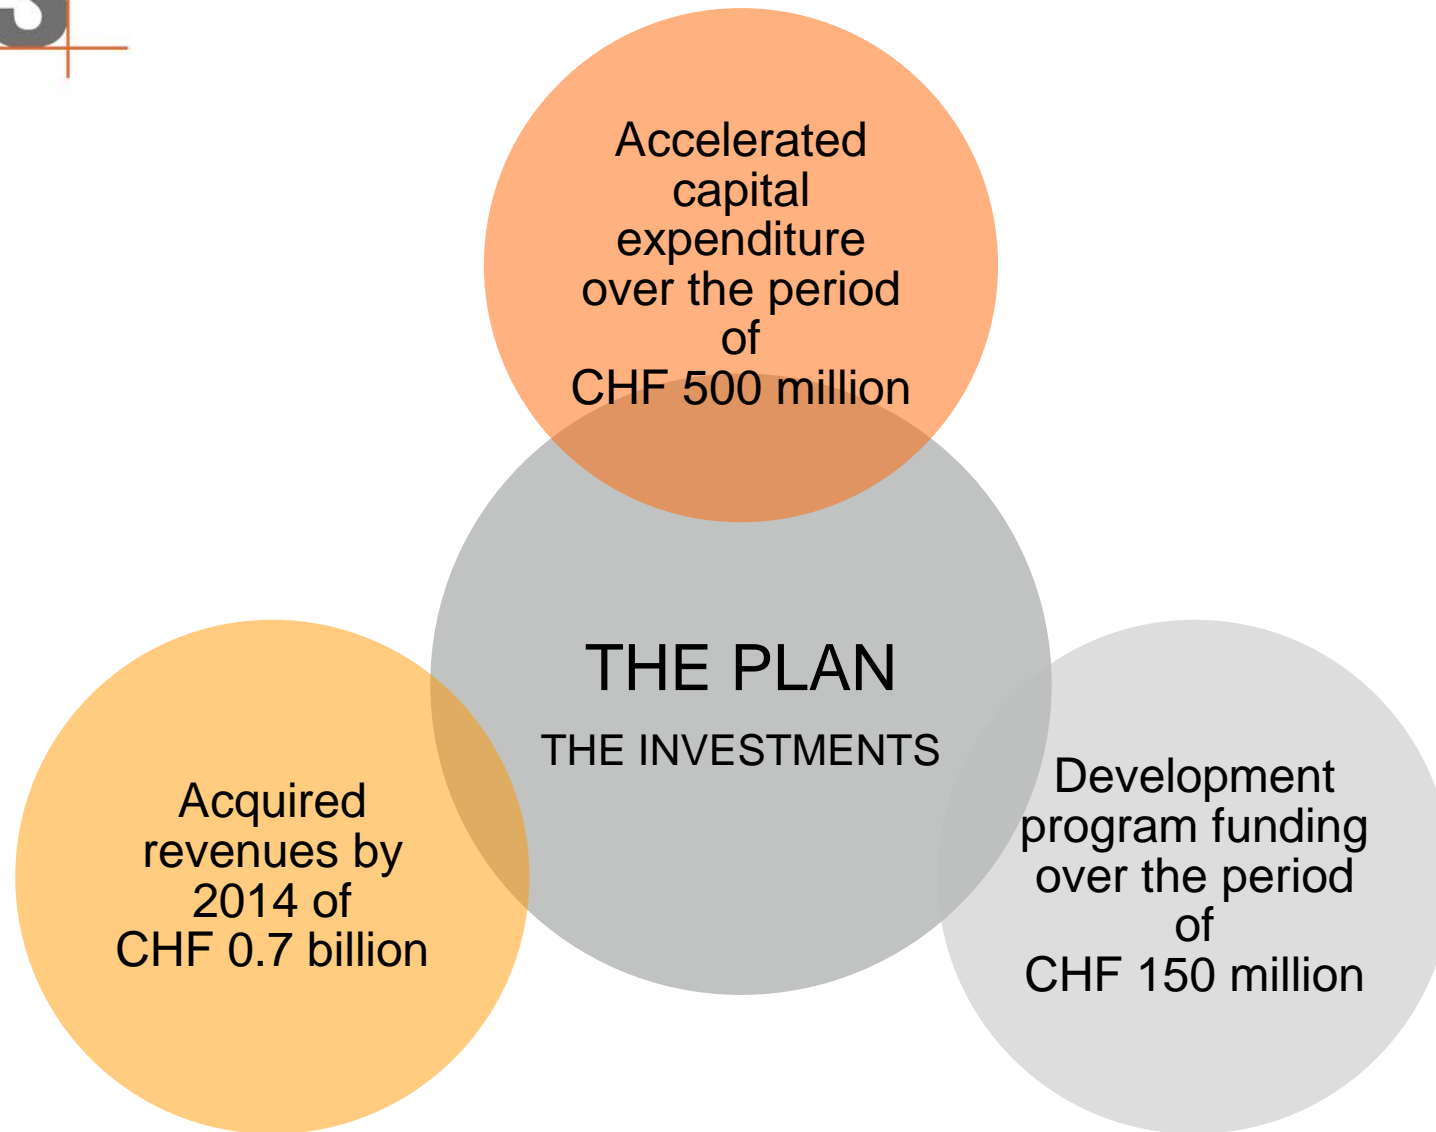 Accelerated
capital
expenditure
over the period
of
CHF 500 million
THE PLAN
THE INVESTMENTS
Acquired
revenues by
2014 of
CHF 0.7 billion
Development
program funding
over the period
of
CHF 150 million